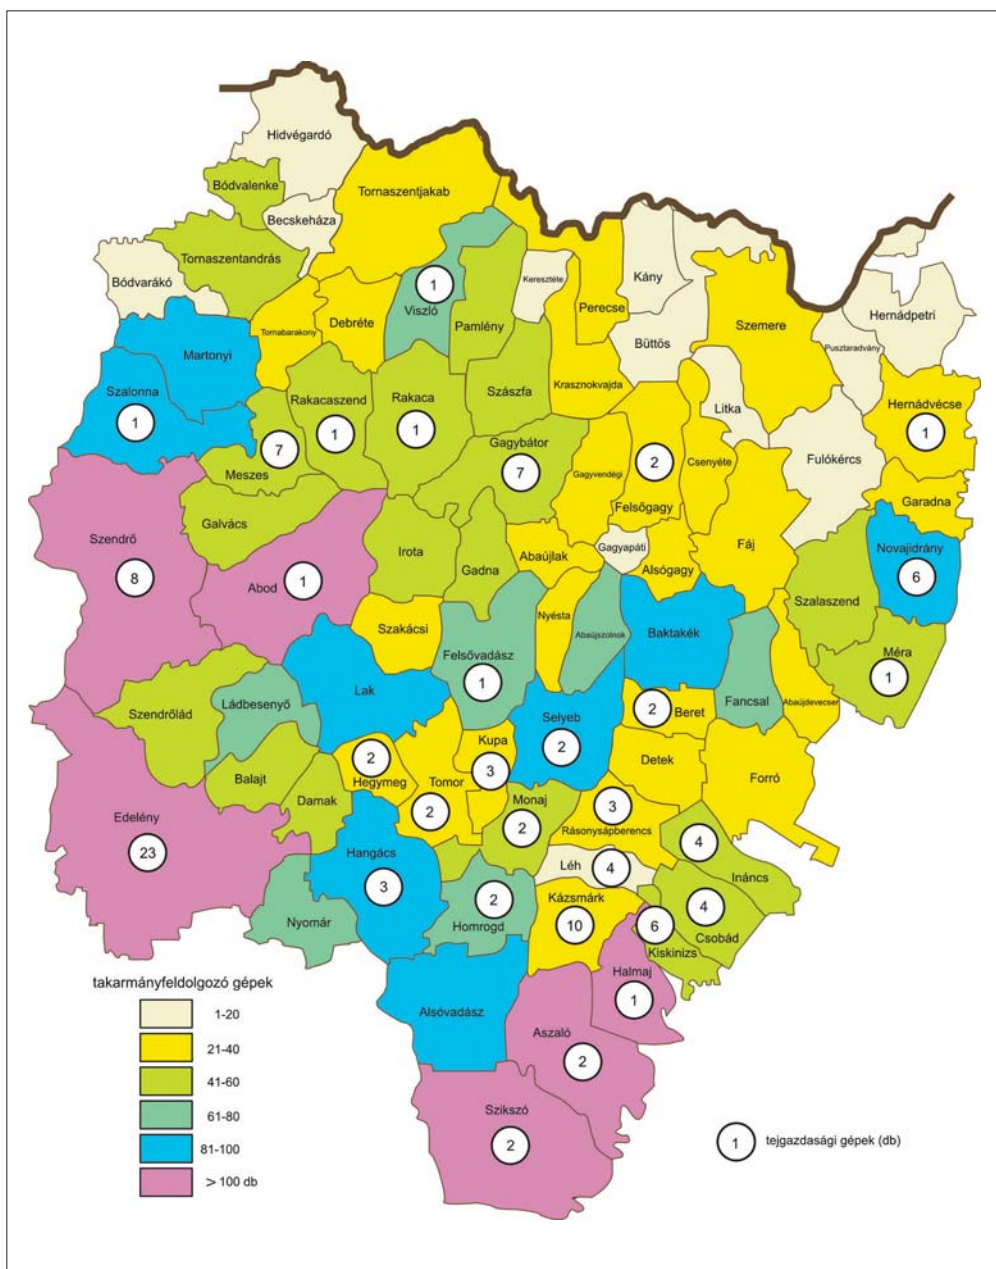 Hidvégardó
Bódvalenke
Becskeháza
Tornaszentjakab
Tornaszentandrás
Bódvarákó
Viszló
1
Keresztéte
Kány
Perecse
Hernádpetri
Tornabarakony
Debréte
Pamlény
Büttös
Szemere
Pusztaradvány
Martonyi
Szalonna
1
Rakacaszend
1
Rakaca
1
Szászfa
Krasznokvajda
Litka
Hernádvécse
1
Meszes
7
Gagybátor
7
Gagyvendégi
2
Felsőgagy
Csenyéte
Fulókércs
Garadna
Szendrő
8
Galvács
Abod
1
Irota
Gadna
Abaújlak
Gagyapáti
Alsógagy
Fáj
Novajidrány
6
Szakácsi
Felsővadász
1
Nyésta
Abaújszolnok
Baktakék
Szalaszend
Méra
1
Szendrőlád
Ládbesenyő
Lak
Selyeb
2
2
Beret
Fancsal
Abaújdevecser
Balajt
Damak
2
Hegymeg
Tomor
2
Kupa
3
Monaj
2
Detek
Forró
3
Rásonysápberencs
Edelény
23
Hangács
3
Léh
4
4
Ináncs
Nyomár
2
Homrogd
Kázsmárk
10
6
Kiskinizs
4
Csobád
Alsóvadász
Halmaj
1
Aszaló
2
Szikszó
2
takarmányfeldolgozó gépek
1-20
21-40
41-60
61-80
81-100
> 100 db
1 tejgazdasági gépek (db)